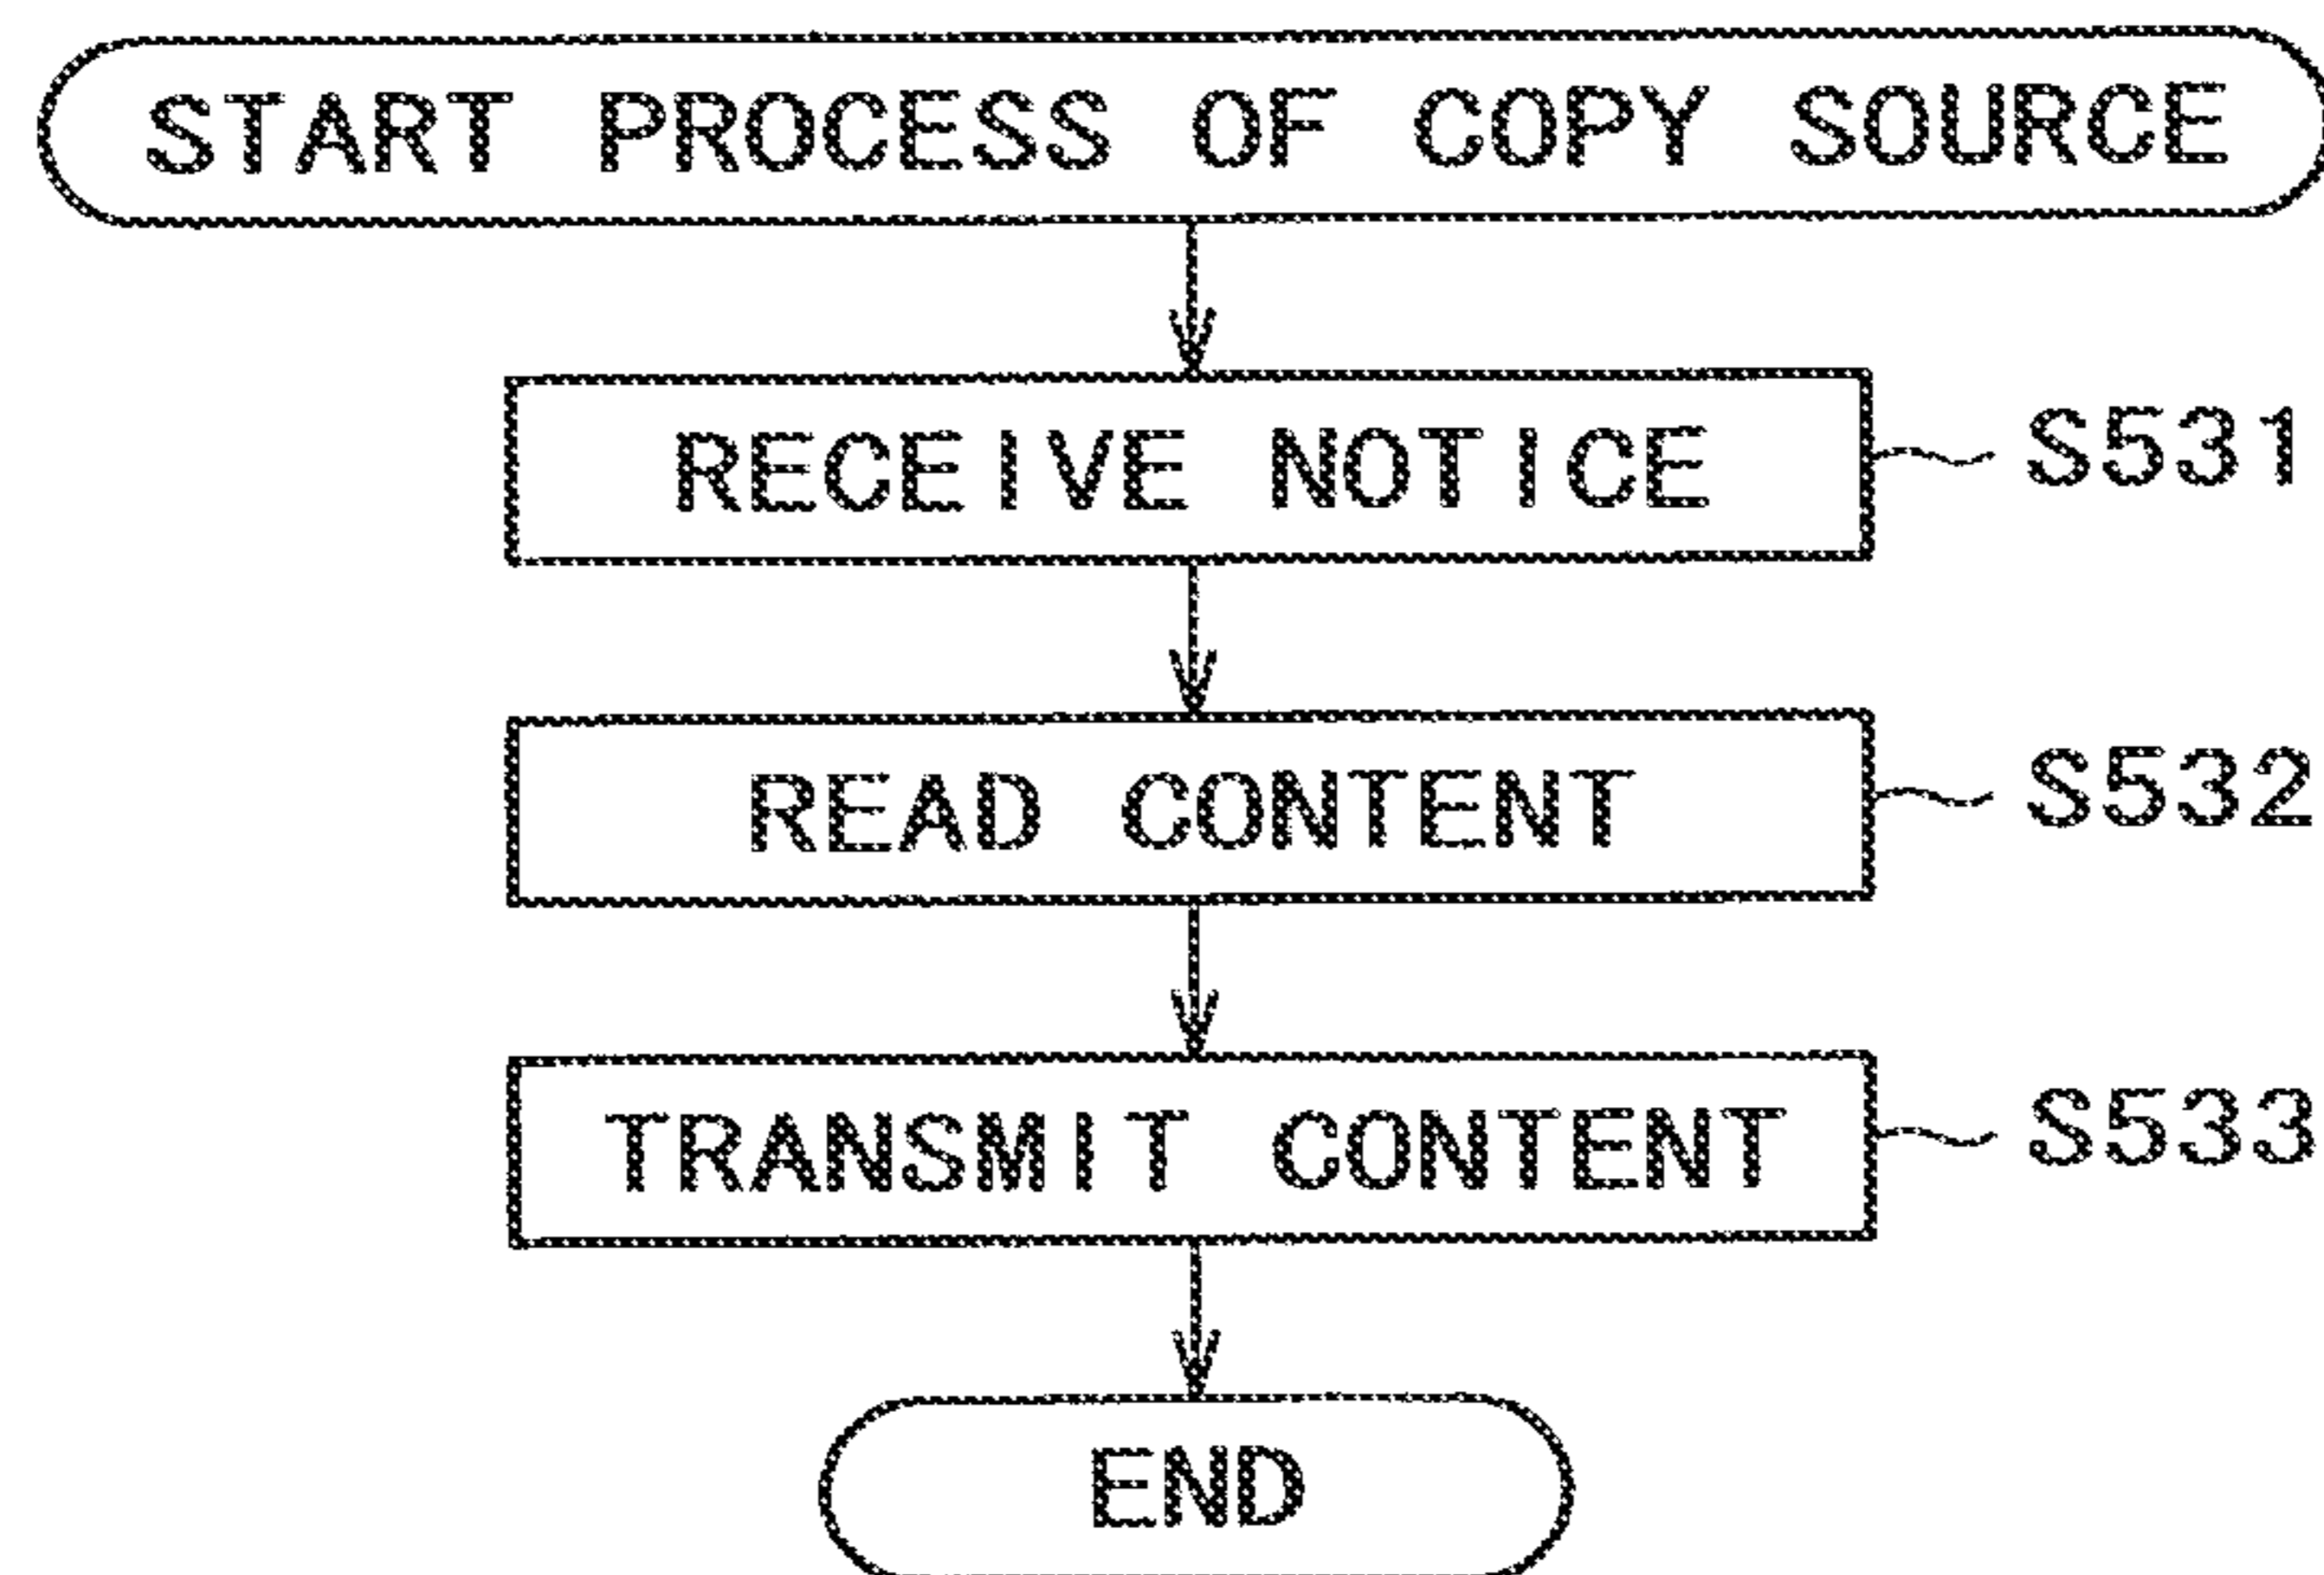 START PROCESS OF COPY SOURCE
RECEIVE NOTICE S531
READ CONTENT S532
TRANSMIT CONTENT S533
END